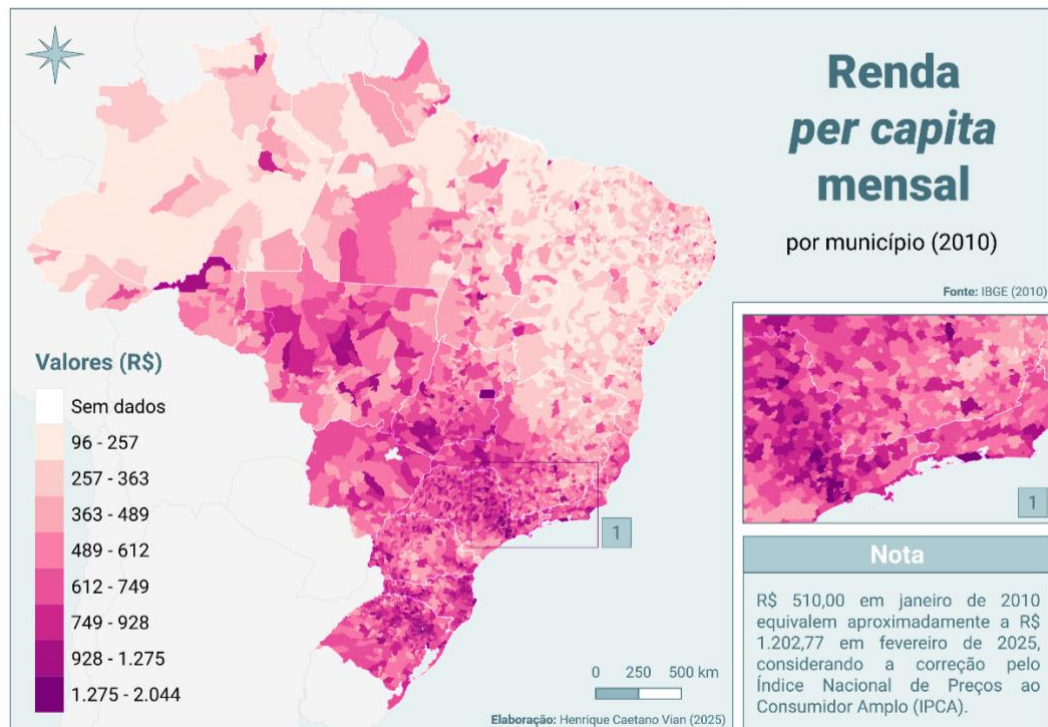 Renda
per capita
mensal
por município (2010)
Fonte: IBGE (2010)
Valores (R$)
Sem dados
96 - 257
257 - 363
363 - 489
489 - 612
612 - 749
749 - 928
928 - 1.275
1.275 - 2.044
1
0 250 500 km
Elaboração: Henrique Caetano Vian (2025)
1
Nota
R$ 510,00 em janeiro de 2010
equivalem aproximadamente a R$
1.202,77 em fevereiro de 2025,
considerando a correção pelo
Índice Nacional de Preços ao
Consumidor Amplo (IPCA).